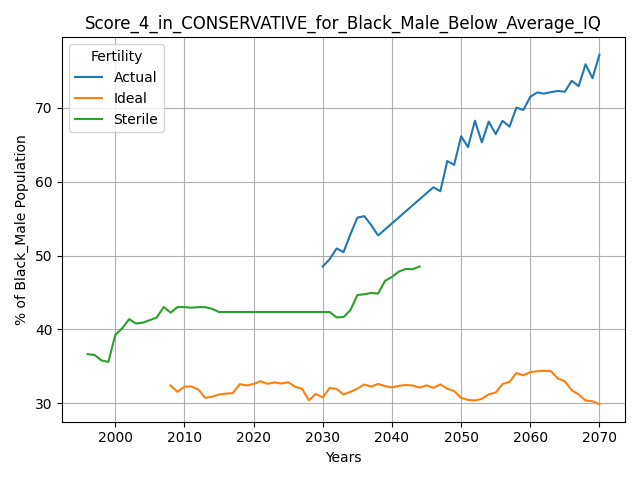 Score_4_in_CONSERVATIVE_for_Black_Male_Below_Average_IQ
Fertility
Actual
Ideal
Sterile
% of Black_Male Population
70
60
50
40
30
2000 2010 2020 2030 2040 2050 2060 2070
Years